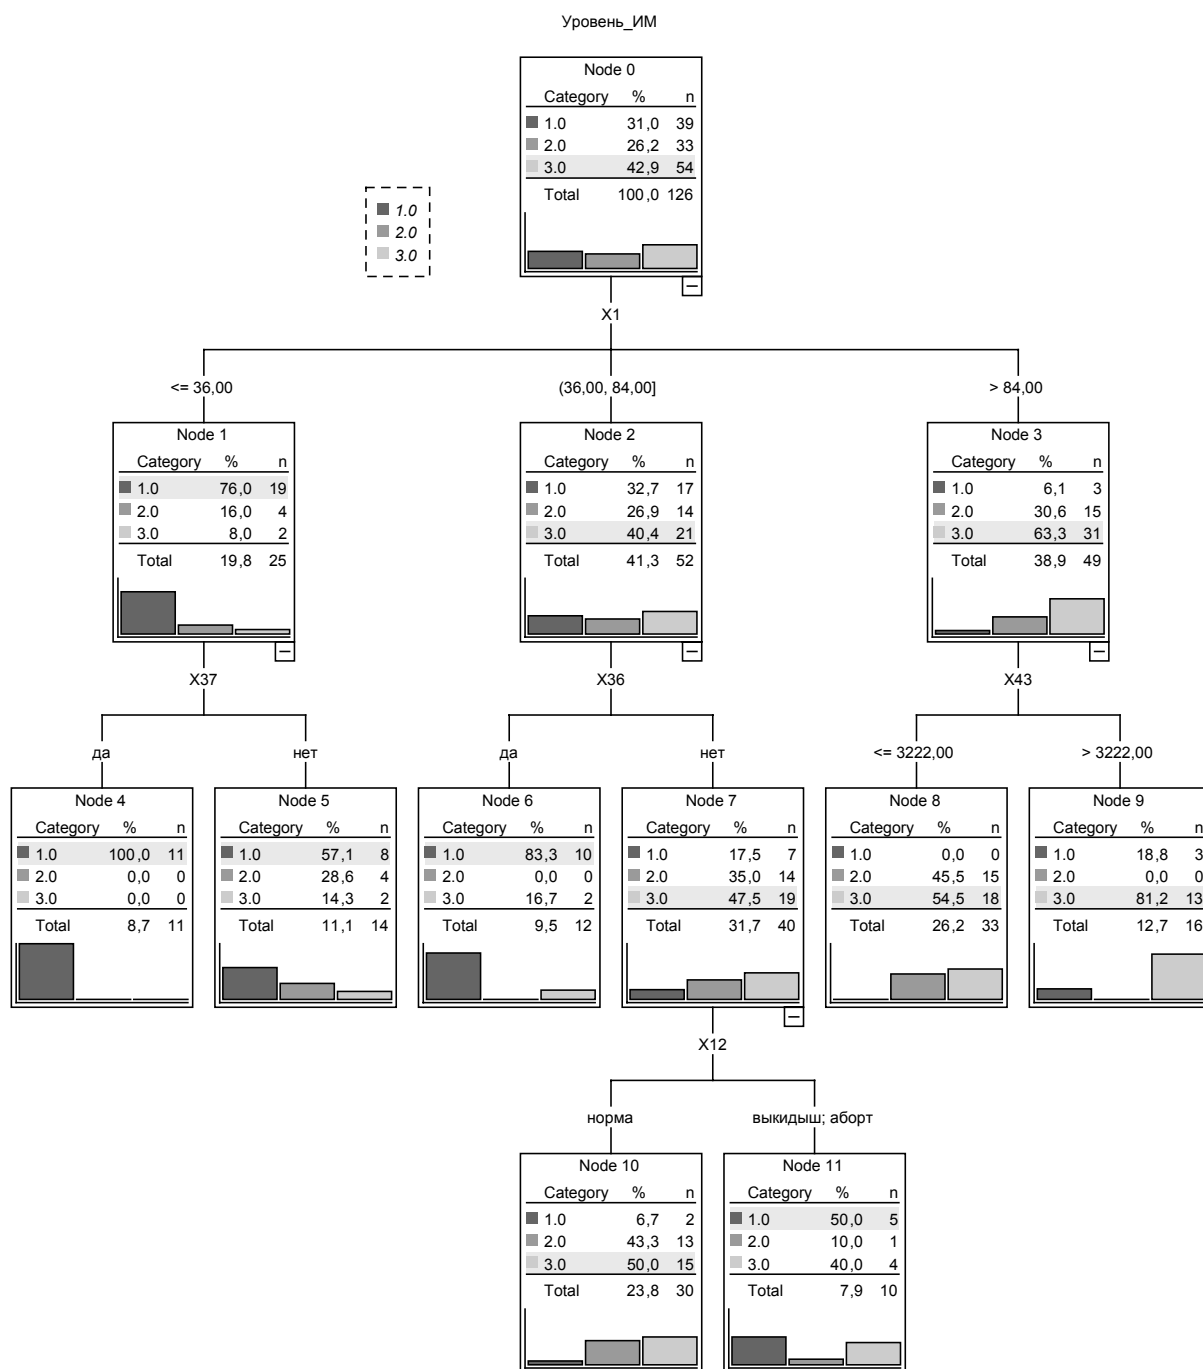 Уровень_ИМ
Node 0
Category % n
1.0 31,0 39
2.0 26,2 33
3.0 42,9 54
Total 100,0 126
1.0
2.0
3.0
X1
<= 36,00
(36,00, 84,00]
> 84,00
Node 1
Category % n
1.0 76,0 19
2.0 16,0 4
3.0 8,0 2
Total 19,8 25
Node 2
Category % n
1.0 32,7 17
2.0 26,9 14
3.0 40,4 21
Total 41,3 52
Node 3
Category % n
1.0 6,1 3
2.0 30,6 15
3.0 63,3 31
Total 38,9 49
X37
X36
X43
да
нет
да
нет
<= 3222,00
> 3222,00
Node 4
Category % n
1.0 100,0 11
2.0 0,0 0
3.0 0,0 0
Total 8,7 11
Node 5
Category % n
1.0 57,1 8
2.0 28,6 4
3.0 14,3 2
Total 11,1 14
Node 6
Category % n
1.0 83,3 10
2.0 0,0 0
3.0 16,7 2
Total 9,5 12
Node 7
Category % n
1.0 17,5 7
2.0 35,0 14
3.0 47,5 19
Total 31,7 40
Node 8
Category % n
1.0 0,0 0
2.0 45,5 15
3.0 54,5 18
Total 26,2 33
Node 9
Category % n
1.0 18,8 3
2.0 0,0 0
3.0 81,2 13
Total 12,7 16
X12
норма
выкидыш; аборт
Node 10
Category % n
1.0 6,7 2
2.0 43,3 13
3.0 50,0 15
Total 23,8 30
Node 11
Category % n
1.0 50,0 5
2.0 10,0 1
3.0 40,0 4
Total 7,9 10